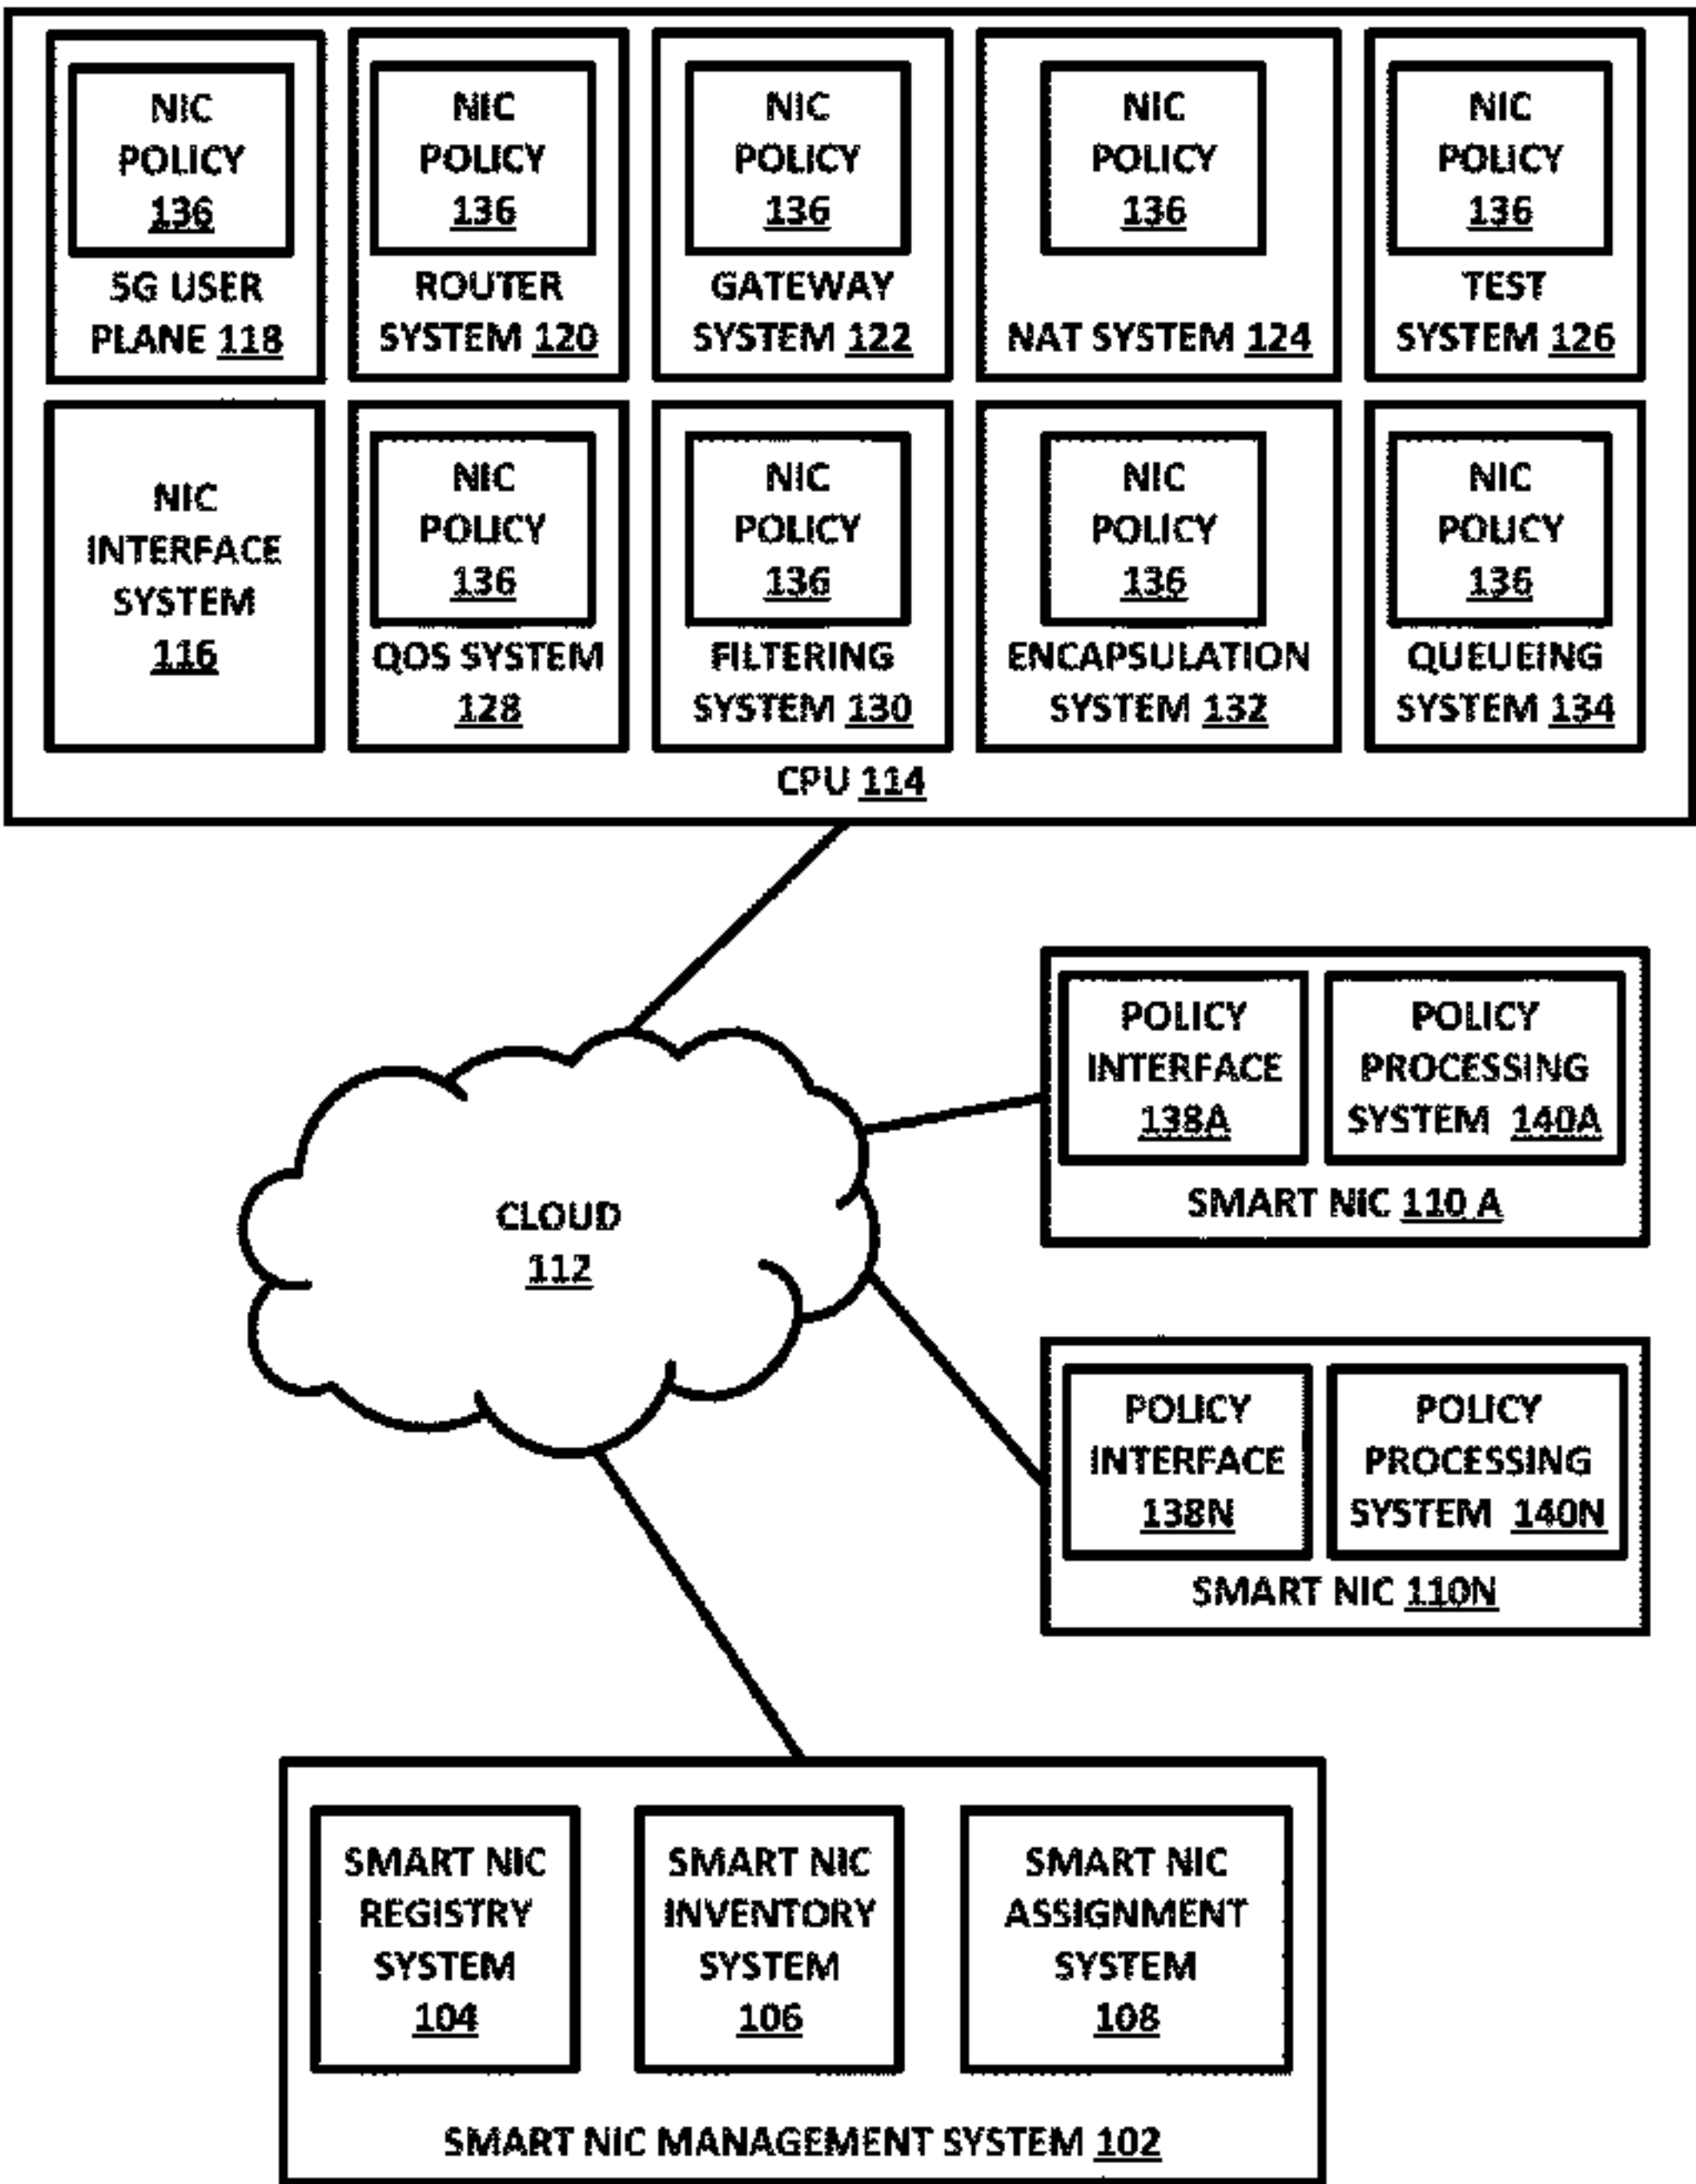 NIC
POLICY
136
5G USER
PLANE 118
NIC
POLICY
136
ROUTER
SYSTEM 120
NIC
POLICY
136
GATEWAY
SYSTEM 122
NIC
POLICY
136
NAT SYSTEM 124
NIC
POLICY
136
TEST
SYSTEM 126
NIC
INTERFACE
SYSTEM
116
NIC
POLICY
136
QOS SYSTEM
128
NIC
POLICY
136
FILTERING
SYSTEM 130
NIC
POLICY
136
ENCAPSULATION
SYSTEM 132
NIC
POLICY
136
QUEUEING
SYSTEM 134
CPU 114
CLOUD
112
POLICY
INTERFACE
138A
POLICY
PROCESSING
SYSTEM 140A
SMART NIC 110 A
POLICY
INTERFACE
138N
POLICY
PROCESSING
SYSTEM 140N
SMART NIC 110N
SMART NIC
REGISTRY
SYSTEM
104
SMART NIC
INVENTORY
SYSTEM
106
SMART NIC
ASSIGNMENT
SYSTEM
108
SMART NIC MANAGEMENT SYSTEM 102